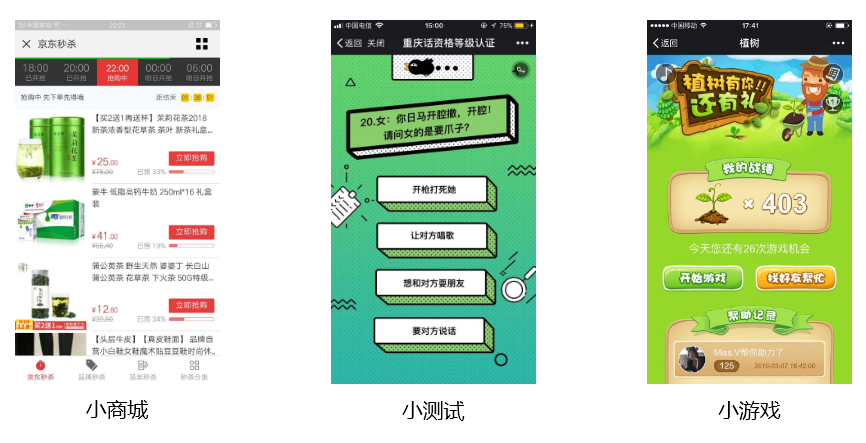 中国移动 22:23
京东秒杀
18:00 20:00 22:00 00:00 06:00
已开抢 已开抢 抢购中 明日开抢 明日开抢
抢购中 先下单先得哦 距结束 01:36:51
【买2送1再送杯】茉莉花茶2018
新茶浓香型花草茶 茶叶 新茶礼盒...
¥25.00 立即抢购
¥78.00 已售 33%
蒙牛 低脂高钙牛奶 250ml*16 礼盒
装
¥41.00 立即抢购
¥65.40 已售 19%
蒲公英茶 野生天然 婆婆丁 长白山
蒲公英茶 花草茶 下火茶 50G特级...
¥12.80 立即抢购
¥39.80 已售 34%
12.8 买2送1
【头层牛皮】【真皮鞋面】 品牌自
营小白鞋女鞋魔术贴豆豆鞋时尚休...
京东秒杀 品牌秒杀 品类秒杀 秒杀分类
小商城
中国电信 15:00 75%
返回 关闭 重庆话资格等级认证
20.女：你日马开腔撒，开腔！
请问女的是要爪子？
开枪打死她
让对方唱歌
想和对方耍朋友
要对方说话
小测试
中国移动 17:41
返回 植树
植树有你!!
还有礼
我的战绩
× 403
今天您还有26次游戏机会
开始游戏 找好友帮忙
帮助记录
Miss.V帮你助力了
125 2016-03-07 16:42:00
小游戏